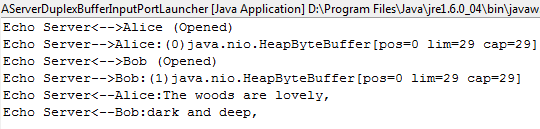 AServerDuplexBufferInputPortLauncher [Java Application] D:\Program Files\Java\jre1.6.0_04\bin\javaw
Echo Server<-->Alice (Opened)
Echo Server-->Alice:(0)java.nio.HeapByteBuffer[pos=0 lim=29 cap=29]
Echo Server<-->Bob (Opened)
Echo Server-->Bob:(1)java.nio.HeapByteBuffer[pos=0 lim=29 cap=29]
Echo Server<--Alice:The woods are lovely,
Echo Server<--Bob:dark and deep,